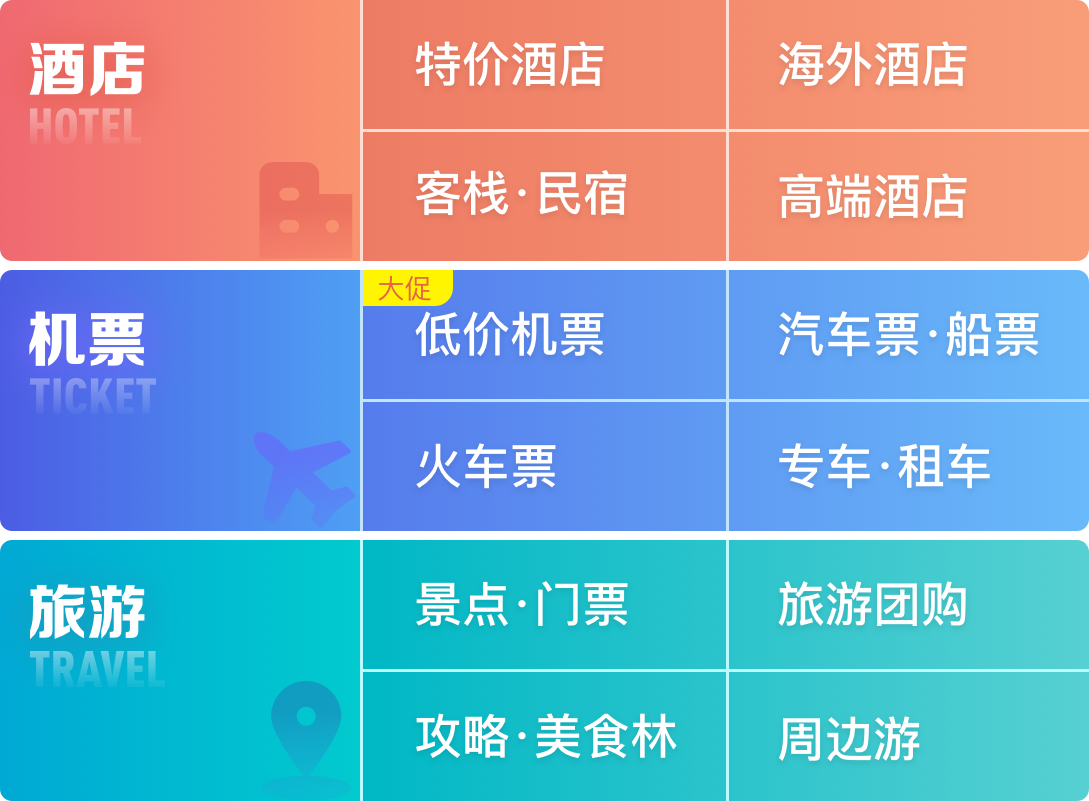 酒店
HOTEL
特价酒店
海外酒店
客栈·民宿
高端酒店
机票
TICKET
大促
低价机票
汽车票·船票
火车票
专车·租车
旅游
TRAVEL
景点·门票
旅游团购
攻略·美食林
周边游